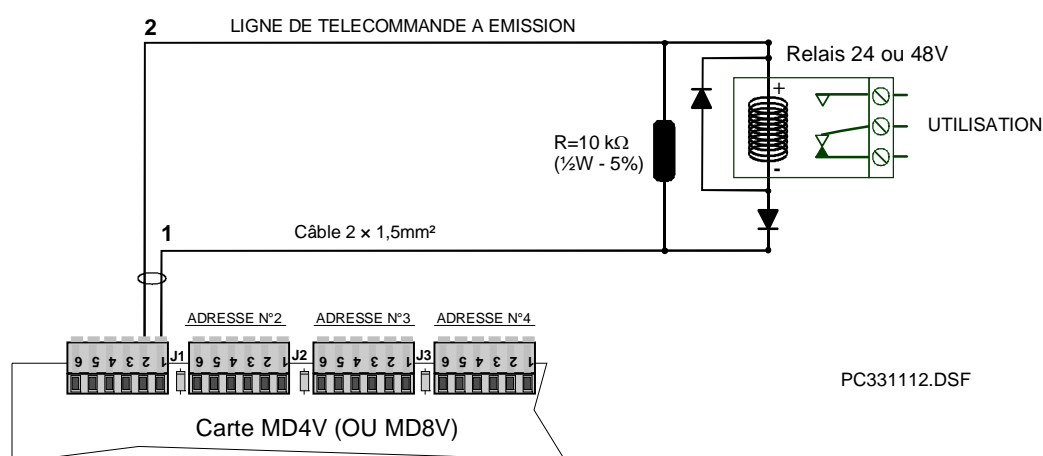 2 LIGNE DE TELECOMMANDE A EMISSION
Relais 24 ou 48V
+
UTILISATION
R=10 kΩ
(½W - 5%)
-
1 Câble 2 × 1,5mm²
ADRESSE N°2 ADRESSE N°3 ADRESSE N°4
6 5 4 3 2 1 J1 6 5 4 3 2 1 J2 6 5 4 3 2 1 J3 6 5 4 3 2 1
PC331112.DSF
Carte MD4V (OU MD8V)